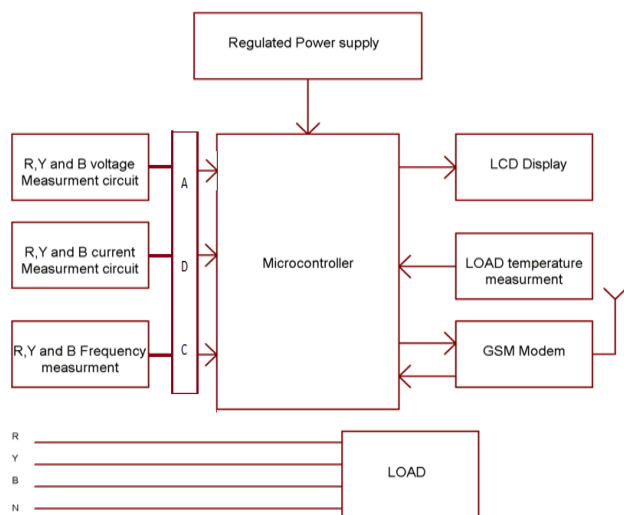 Regulated Power supply
R,Y and B voltage
Measurment circuit
A
LCD Display
R,Y and B current
Measurment circuit
D
Microcontroller
LOAD temperature
measurment
R,Y and B Frequency
measurment
C
GSM Modem
R
Y
B
N
LOAD